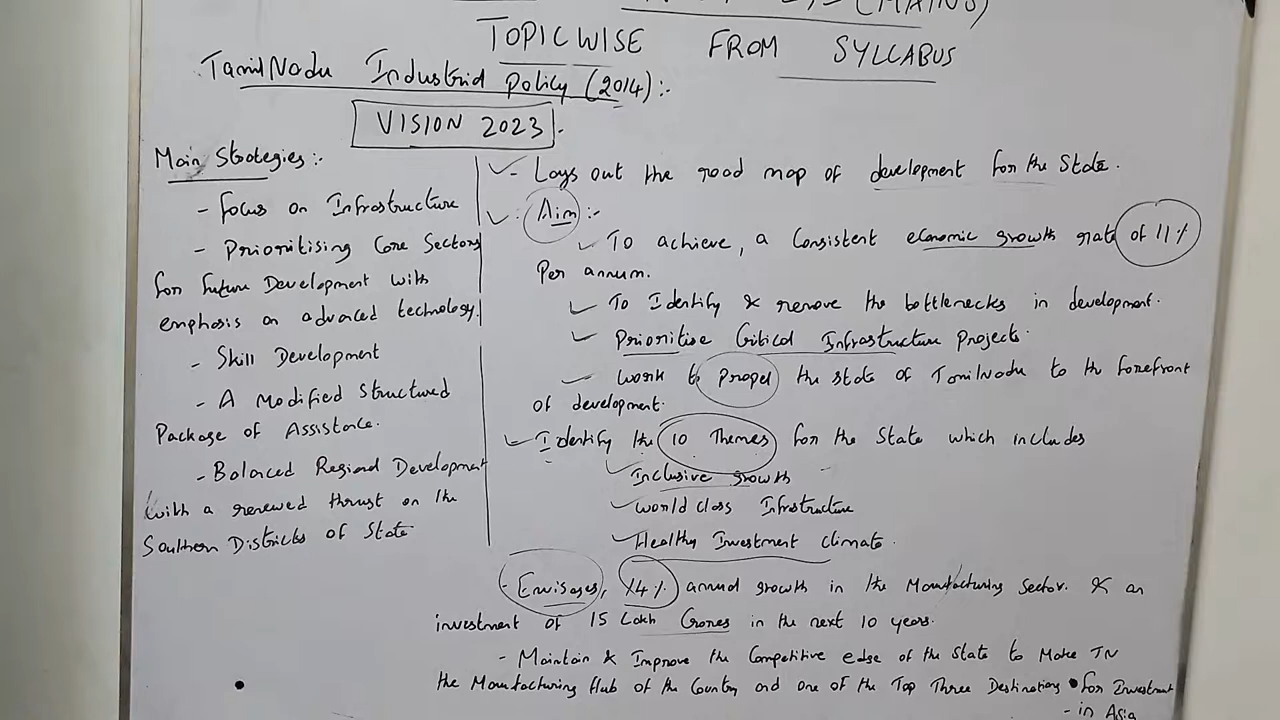 (MAINS)
TOPICWISE FROM SYLLABUS
TamilNadu Industrial Policy (2014):-
VISION 2023.
Main Strategies:-
- Focus on Infrastructure
- Prioritising Core Sectors
for future Development with
emphasis on advanced technology.
- Skill Development
- A Modified Structured
Package of Assistance.
- Balanced Regional Development
with a renewed thrust on the
Southern Districts of State
- Lays out the road map of development for the State.
Aim:-
To achieve, a Consistent economic growth rate of 11%
Per annum.
To Identify & remove the bottlenecks in development.
Prioritise Critical Infrastructure Projects.
Work to propel the state of TamilNadu to the forefront
of development.
Identify the 10 Themes for the State which includes
Inclusive growth
World class Infrastructure
Healthy Investment climate.
- Envisages, 14% annual growth in the Manufacturing Sector. & an
investment of 15 Lakh Crores in the next 10 years.
- Maintain & Improve the Competitive edge of the State to Make TN
the Manufacturing Hub of the Country and one of the Top Three Destinations for Investment
- in Asia